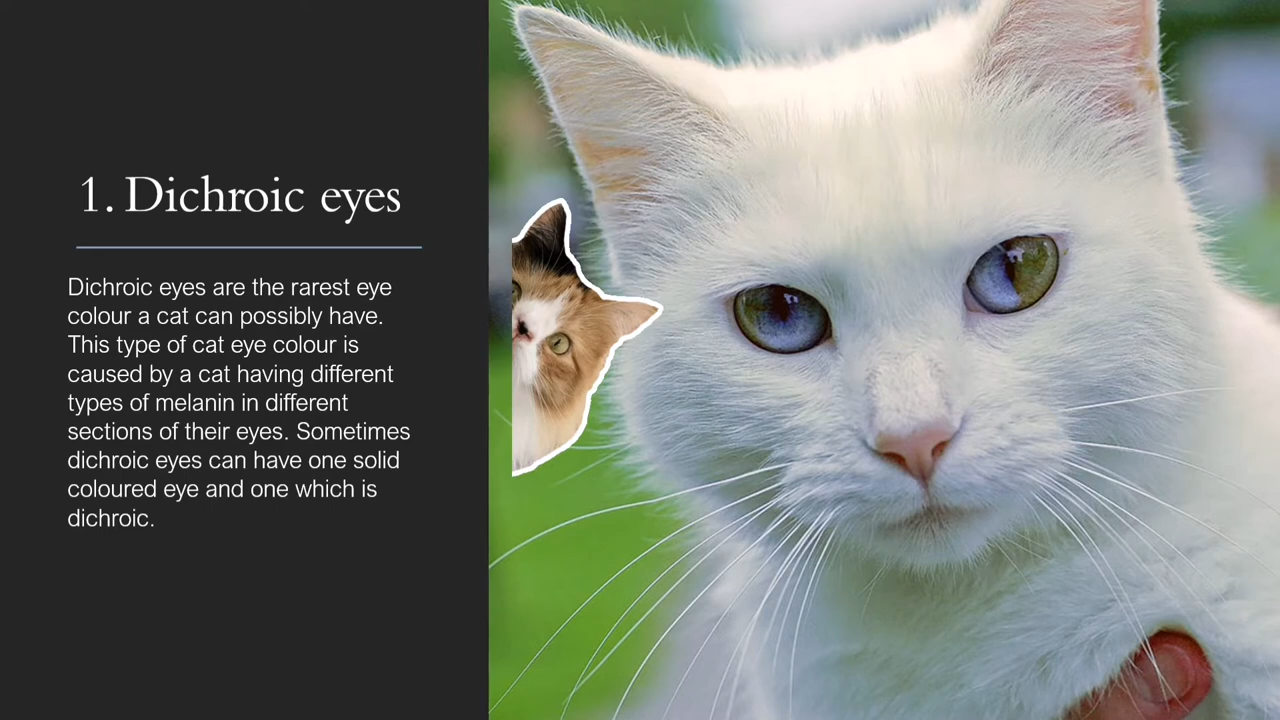 1. Dichroic eyes
Dichroic eyes are the rarest eye
colour a cat can possibly have.
This type of cat eye colour is
caused by a cat having different
types of melanin in different
sections of their eyes. Sometimes
dichroic eyes can have one solid
coloured eye and one which is
dichroic.